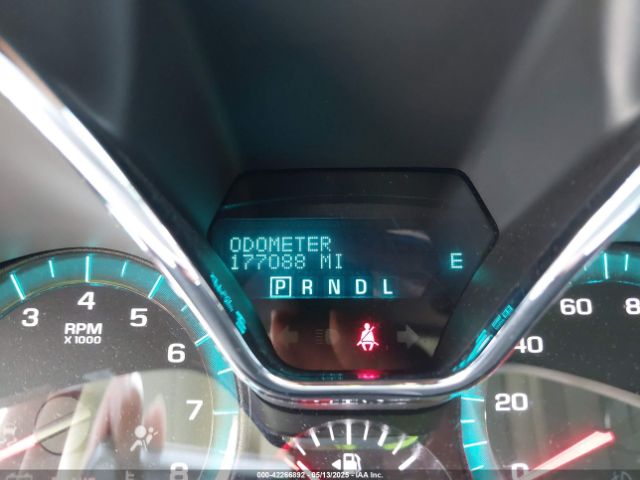 ODOMETER
177088 MI
E
P R N D L
3 4 5 6 7 8
RPM
X1000
60
40
20
0
000-42266892 - 05/13/2025 - IAA Inc.